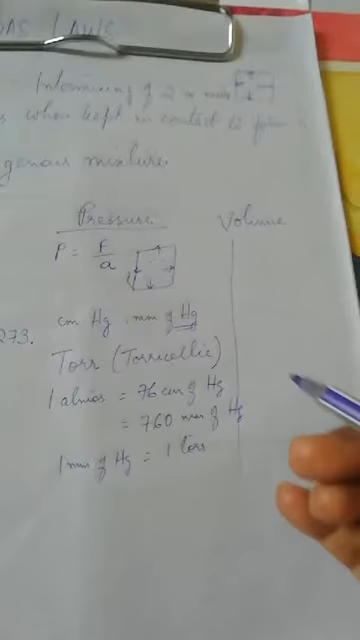 GAS LAWS
Intermixing of 2 or more
when kept in contact to form
genous mixture.
Pressure
Volume
P = F/a
cm Hg, mm of Hg
273.
Torr (Torricellie)
1 atmos = 76 cm of Hg
= 760 mm of Hg
1 mm of Hg = 1 torr